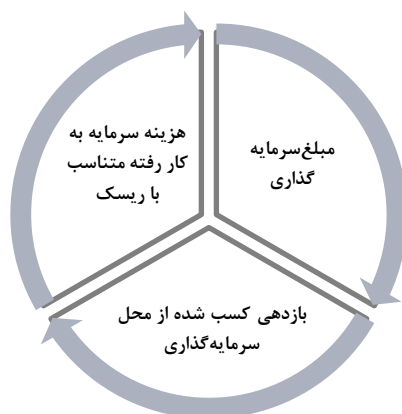 مبلغ‌سرمایه
گذاری
هزینه سرمایه به
کار رفته متناسب
با ریسک
بازدهی کسب شده از محل
سرمایه‌گذاری